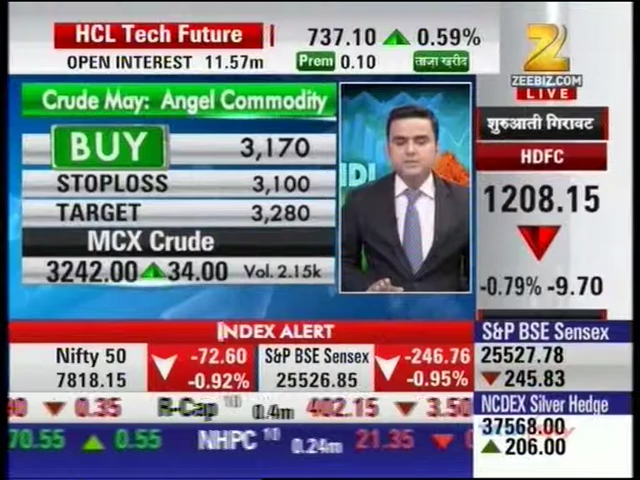 HCL Tech Future
OPEN INTEREST 11.57m
737.10 0.59%
Prem 0.10 ताज़ा खरीद
Z
ZEEBIZ.COM
LIVE
Crude May: Angel Commodity
BUY 3,170
STOPLOSS 3,100
TARGET 3,280
MCX Crude
3242.00 34.00 Vol. 2.15k
शुरुआती गिरावट
HDFC
1208.15
-0.79% -9.70
INDEX ALERT
Nifty 50 -72.60
7818.15 -0.92%
S&P BSE Sensex -246.76
25526.85 -0.95%
S&P BSE Sensex
25527.78
245.83
NCDEX Silver Hedge
37568.00
206.00
0.35 R-Cap 10 0.4m 402.15 3.50
70.55 0.55 NHPC 10 0.24m 21.35